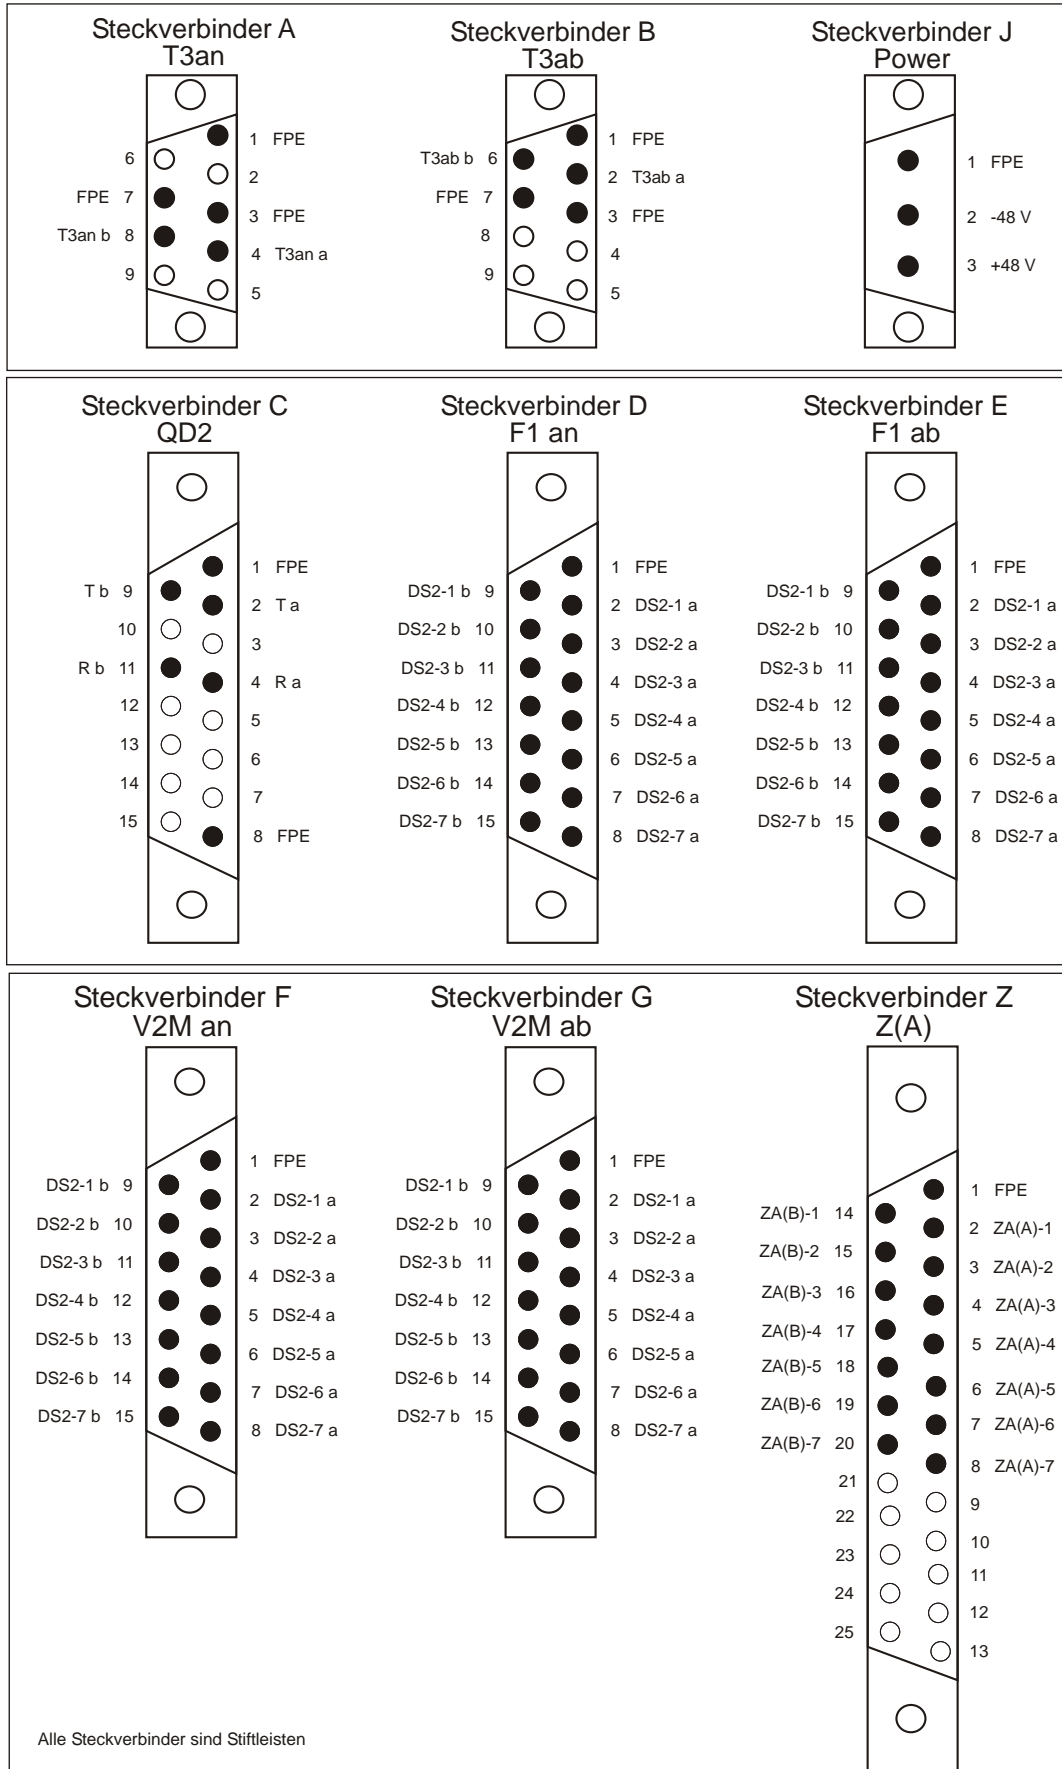 Steckverbinder A
T3an
1 FPE
6
2
FPE 7
3 FPE
T3an b 8
4 T3an a
9
5
Steckverbinder B
T3ab
1 FPE
T3ab b 6
2 T3ab a
FPE 7
3 FPE
8
4
9
5
Steckverbinder J
Power
1 FPE
2 -48 V
3 +48 V
Steckverbinder C
QD2
1 FPE
T b 9
2 T a
10
3
R b 11
4 R a
12
5
13
6
14
7
15
8 FPE
Steckverbinder D
F1 an
1 FPE
DS2-1 b 9
2 DS2-1 a
DS2-2 b 10
3 DS2-2 a
DS2-3 b 11
4 DS2-3 a
DS2-4 b 12
5 DS2-4 a
DS2-5 b 13
6 DS2-5 a
DS2-6 b 14
7 DS2-6 a
DS2-7 b 15
8 DS2-7 a
Steckverbinder E
F1 ab
1 FPE
DS2-1 b 9
2 DS2-1 a
DS2-2 b 10
3 DS2-2 a
DS2-3 b 11
4 DS2-3 a
DS2-4 b 12
5 DS2-4 a
DS2-5 b 13
6 DS2-5 a
DS2-6 b 14
7 DS2-6 a
DS2-7 b 15
8 DS2-7 a
Steckverbinder F
V2M an
1 FPE
DS2-1 b 9
2 DS2-1 a
DS2-2 b 10
3 DS2-2 a
DS2-3 b 11
4 DS2-3 a
DS2-4 b 12
5 DS2-4 a
DS2-5 b 13
6 DS2-5 a
DS2-6 b 14
7 DS2-6 a
DS2-7 b 15
8 DS2-7 a
Steckverbinder G
V2M ab
1 FPE
DS2-1 b 9
2 DS2-1 a
DS2-2 b 10
3 DS2-2 a
DS2-3 b 11
4 DS2-3 a
DS2-4 b 12
5 DS2-4 a
DS2-5 b 13
6 DS2-5 a
DS2-6 b 14
7 DS2-6 a
DS2-7 b 15
8 DS2-7 a
Steckverbinder Z
Z(A)
1 FPE
ZA(B)-1 14
2 ZA(A)-1
ZA(B)-2 15
3 ZA(A)-2
ZA(B)-3 16
4 ZA(A)-3
ZA(B)-4 17
5 ZA(A)-4
ZA(B)-5 18
6 ZA(A)-5
ZA(B)-6 19
7 ZA(A)-6
ZA(B)-7 20
8 ZA(A)-7
21
9
22
10
23
11
24
12
25
13
Alle Steckverbinder sind Stiftleisten